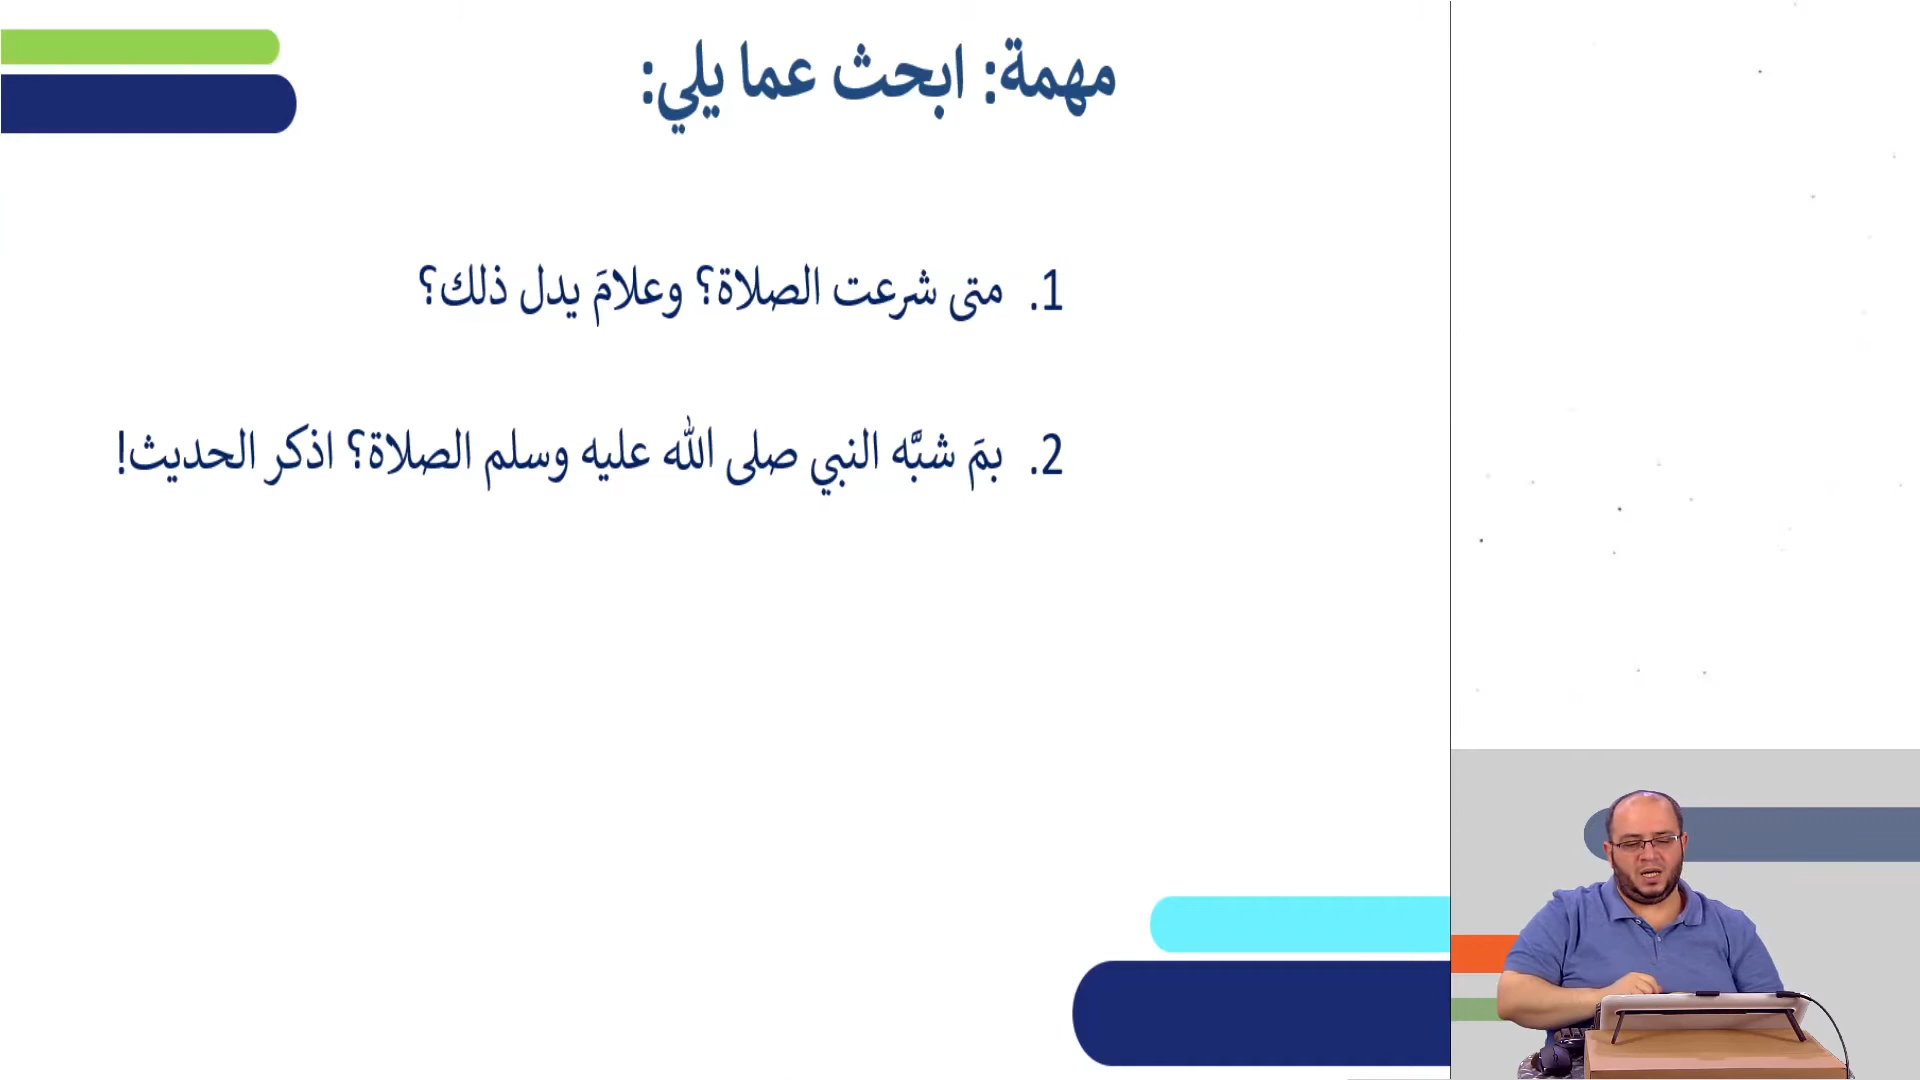 مهمة: ابحث عما يلي:
1. متى شرعت الصلاة؟ وعلامَ يدل ذلك؟
2. بمَ شبَّه النبي صلى الله عليه وسلم الصلاة؟ اذكر الحديث!